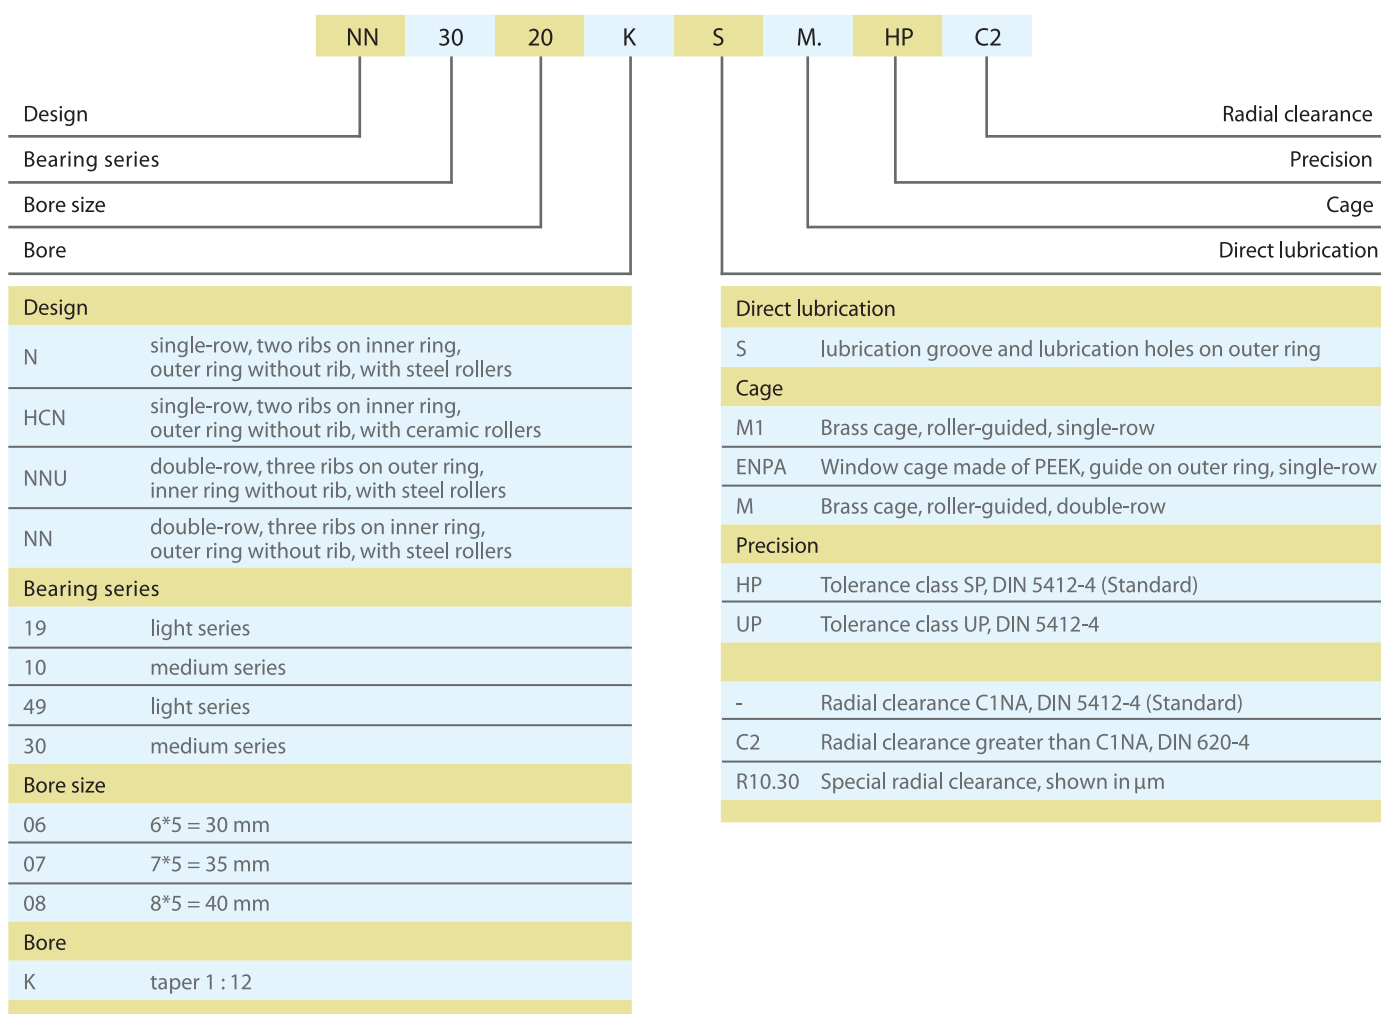 NN 30 20 K S M. HP C2
Design
Bearing series
Bore size
Bore
Radial clearance
Precision
Cage
Direct lubrication
Design
N single-row, two ribs on inner ring,
outer ring without rib, with steel rollers
HCN single-row, two ribs on inner ring,
outer ring without rib, with ceramic rollers
NNU double-row, three ribs on outer ring,
inner ring without rib, with steel rollers
NN double-row, three ribs on inner ring,
outer ring without rib, with steel rollers
Bearing series
19 light series
10 medium series
49 light series
30 medium series
Bore size
06 6*5 = 30 mm
07 7*5 = 35 mm
08 8*5 = 40 mm
Bore
K taper 1 : 12
Direct lubrication
S lubrication groove and lubrication holes on outer ring
Cage
M1 Brass cage, roller-guided, single-row
ENPA Window cage made of PEEK, guide on outer ring, single-row
M Brass cage, roller-guided, double-row
Precision
HP Tolerance class SP, DIN 5412-4 (Standard)
UP Tolerance class UP, DIN 5412-4
- Radial clearance C1NA, DIN 5412-4 (Standard)
C2 Radial clearance greater than C1NA, DIN 620-4
R10.30 Special radial clearance, shown in µm